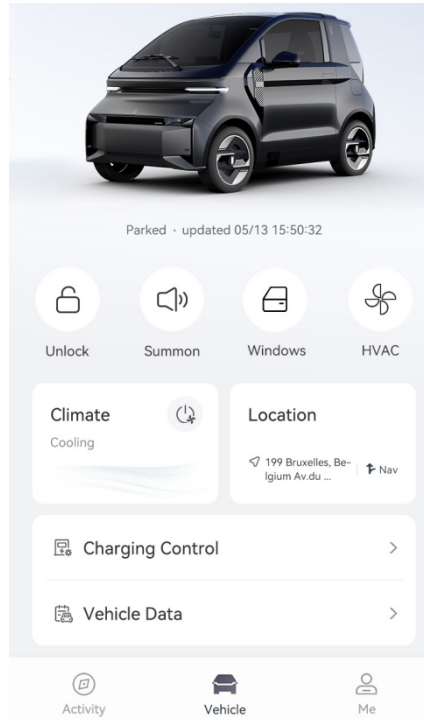 Parked · updated 05/13 15:50:32
Unlock
Summon
Windows
HVAC
Climate
Cooling
Location
199 Bruxelles, Be-
lgium Av.du ...
Nav
Charging Control
Vehicle Data
Activity
Vehicle
Me